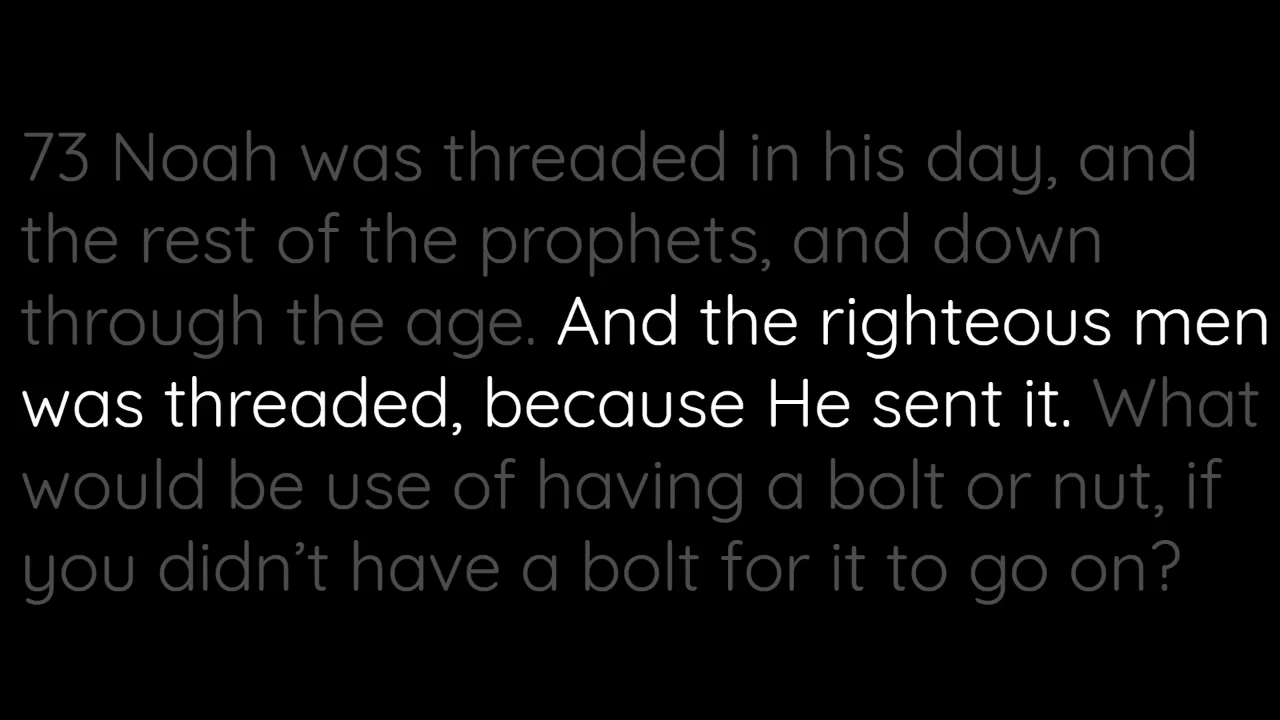 73 Noah was threaded in his day, and
the rest of the prophets, and down
through the age. And the righteous men
was threaded, because He sent it. What
would be use of having a bolt or nut, if
you didn’t have a bolt for it to go on?